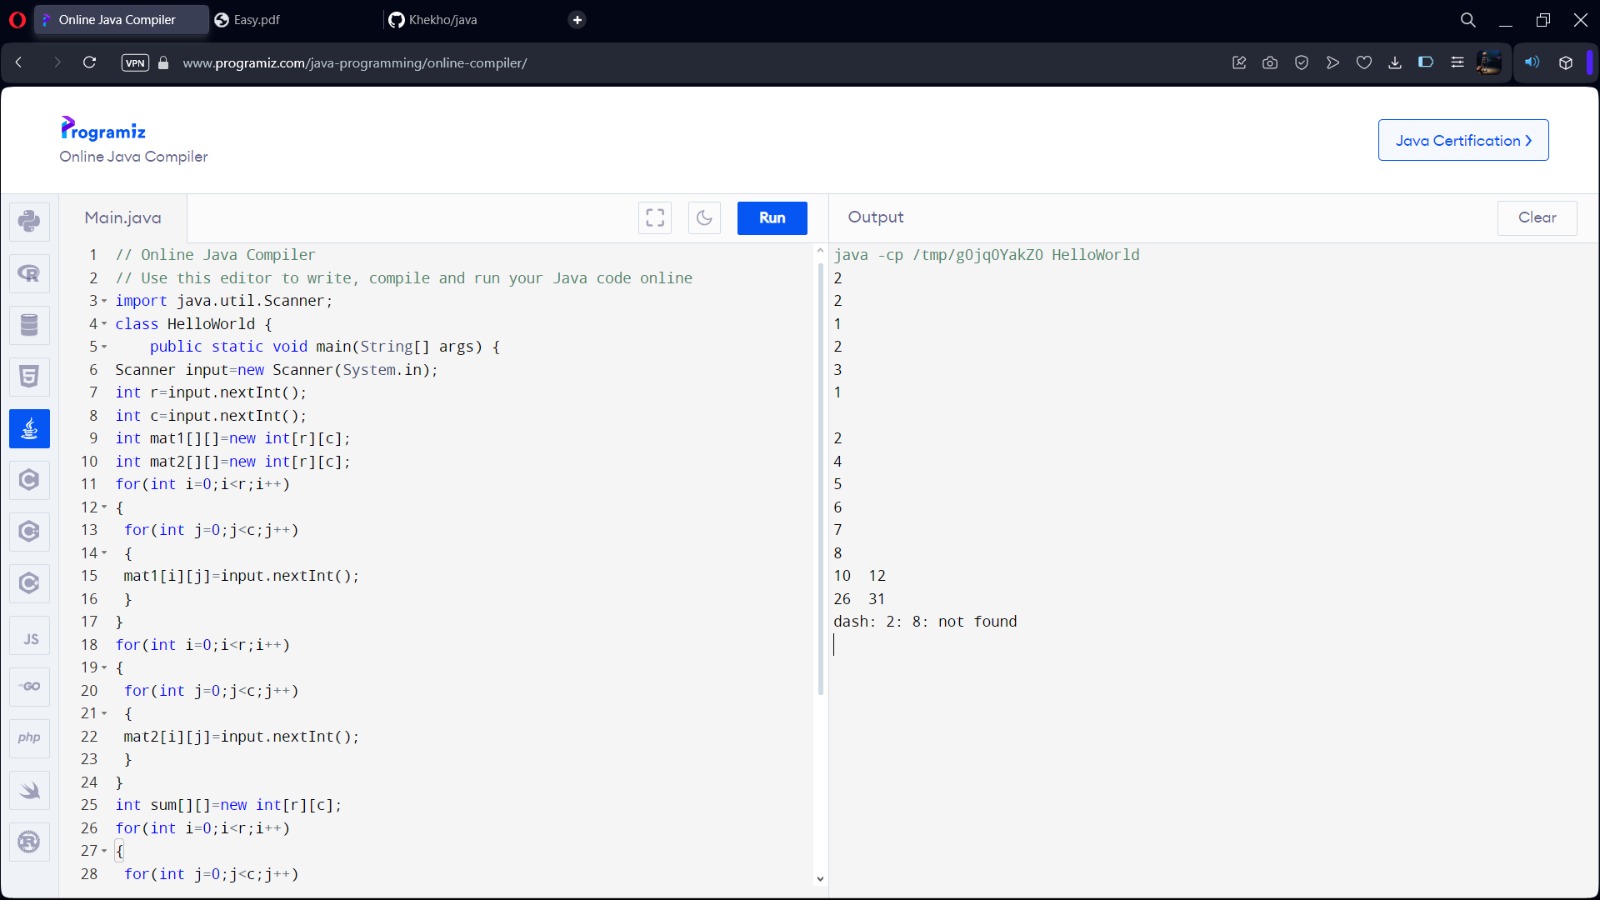 Online Java Compiler
Easy.pdf
Khekho/java
VPN
www.programiz.com/java-programming/online-compiler/
Programiz
Online Java Compiler
Java Certification
Main.java
Run
Output
Clear
1 // Online Java Compiler
2 // Use this editor to write, compile and run your Java code online
3 import java.util.Scanner;
4 class HelloWorld {
5 public static void main(String[] args) {
6 Scanner input=new Scanner(System.in);
7 int r=input.nextInt();
8 int c=input.nextInt();
9 int mat1[][]=new int[r][c];
10 int mat2[][]=new int[r][c];
11 for(int i=0;i<r;i++)
12 {
13 for(int j=0;j<c;j++)
14 {
15 mat1[i][j]=input.nextInt();
16 }
17 }
18 for(int i=0;i<r;i++)
19 {
20 for(int j=0;j<c;j++)
21 {
22 mat2[i][j]=input.nextInt();
23 }
24 }
25 int sum[][]=new int[r][c];
26 for(int i=0;i<r;i++)
27 {
28 for(int j=0;j<c;j++)
java -cp /tmp/g0jq0YakZ0 HelloWorld
2
2
1
2
3
1
2
4
5
6
7
8
10 12
26 31
dash: 2: 8: not found
JS
GO
php